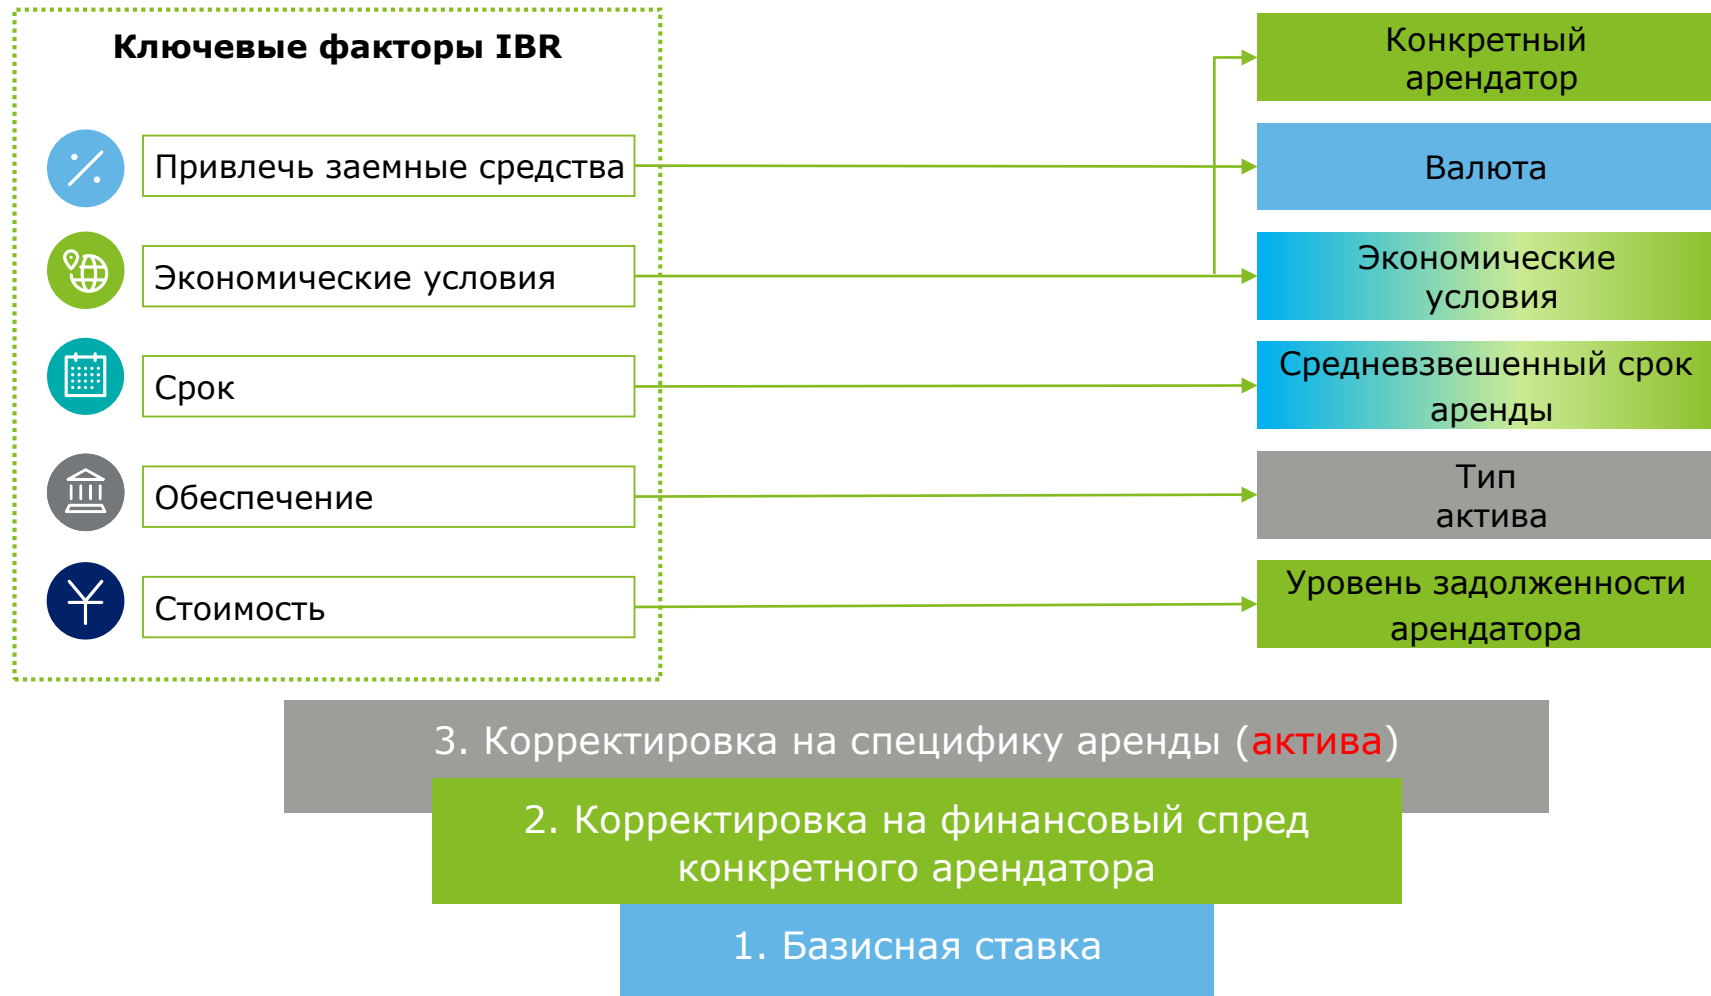 Ключевые факторы IBR
Привлечь заемные средства
Экономические условия
Срок
Обеспечение
Стоимость
Конкретный
арендатор
Валюта
Экономические
условия
Средневзвешенный срок
аренды
Тип
актива
Уровень задолженности
арендатора
3. Корректировка на специфику аренды (актива)
2. Корректировка на финансовый спред
конкретного арендатора
1. Базисная ставка